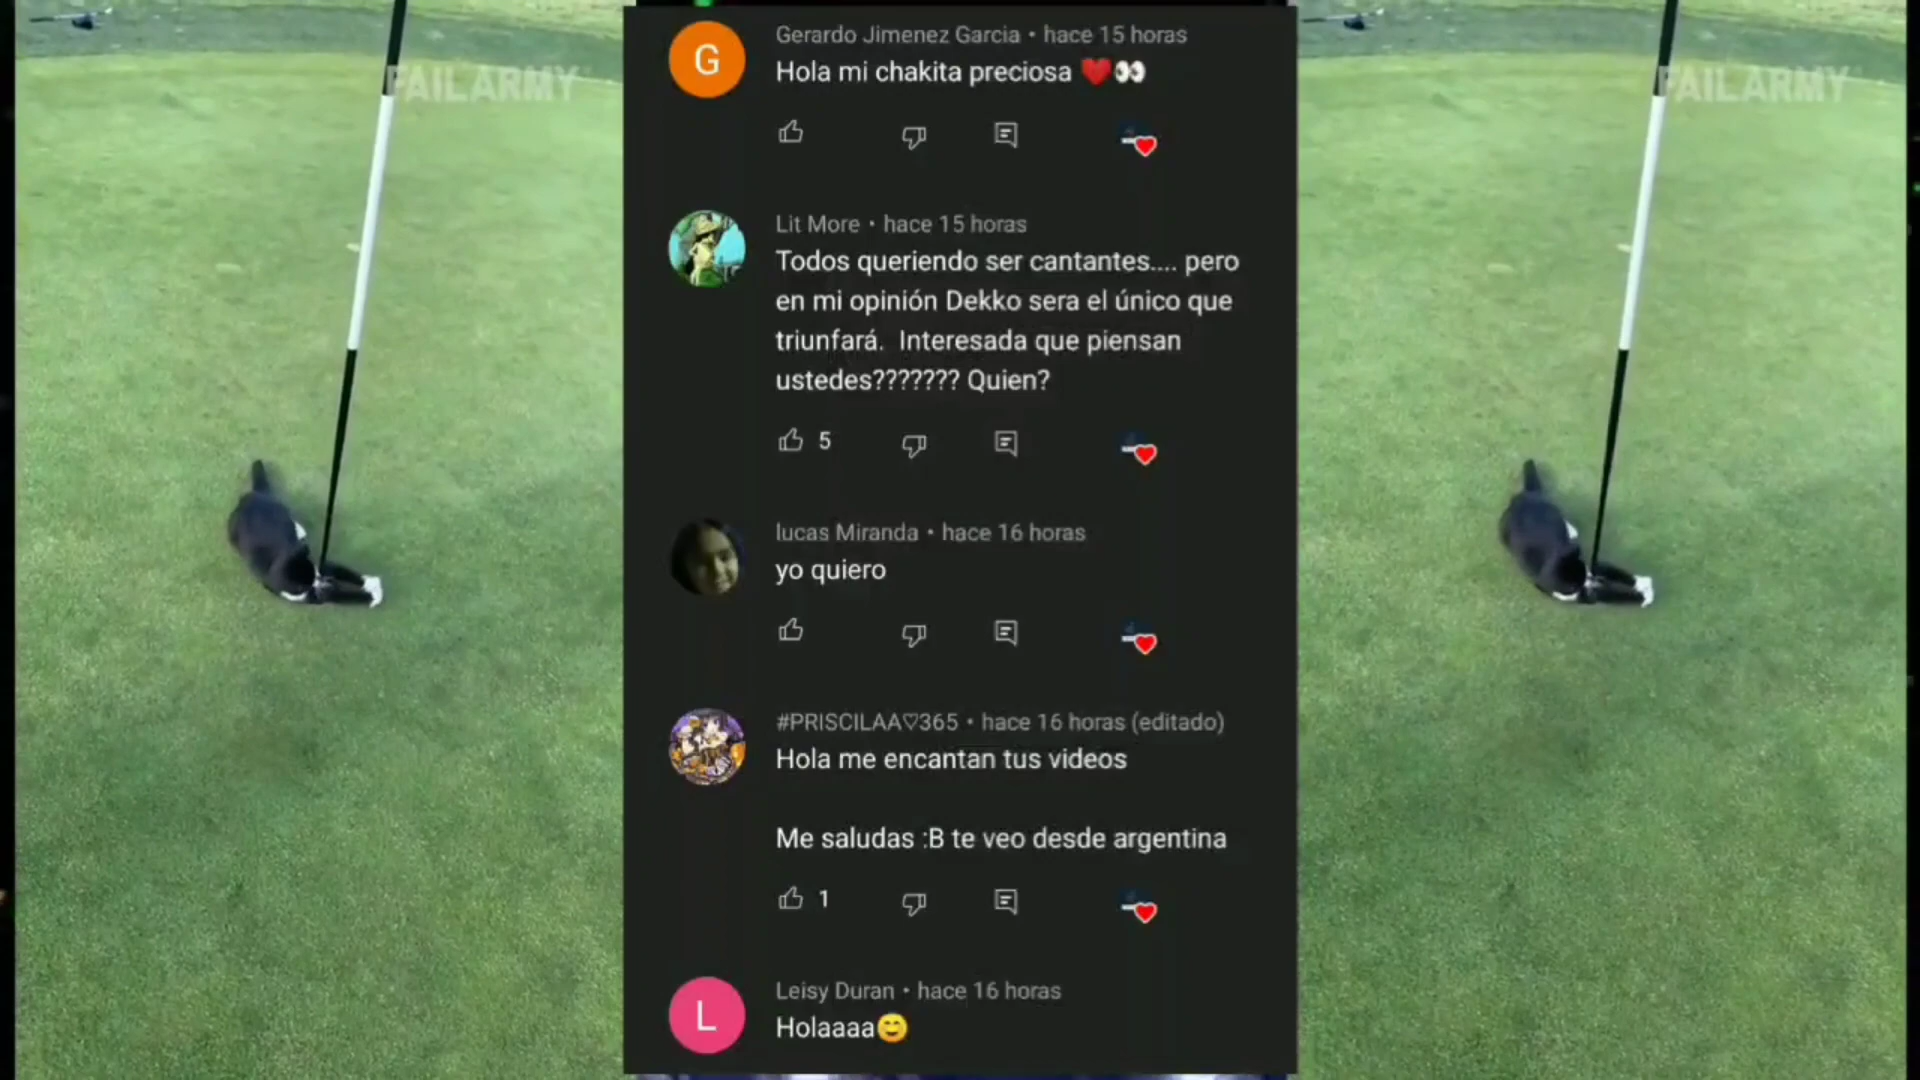 FAILARMY
G
Gerardo Jimenez Garcia • hace 15 horas
Hola mi chakita preciosa ❤️👀
Lit More • hace 15 horas
Todos queriendo ser cantantes.... pero
en mi opinión Dekko sera el único que
triunfará. Interesada que piensan
ustedes??????? Quien?
5
lucas Miranda • hace 16 horas
yo quiero
#PRISCILAA♡365 • hace 16 horas (editado)
Hola me encantan tus videos
Me saludas :B te veo desde argentina
1
L
Leisy Duran • hace 16 horas
Holaaaa😊
FAILARMY